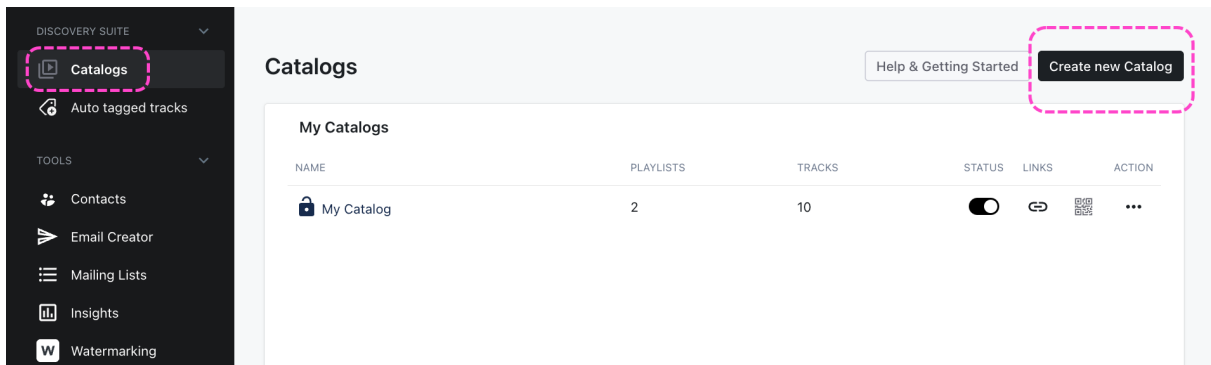 DISCOVERY SUITE
Catalogs
Auto tagged tracks
TOOLS
Contacts
Email Creator
Mailing Lists
Insights
W Watermarking
Catalogs
Help & Getting Started
Create new Catalog
My Catalogs
NAME PLAYLISTS TRACKS STATUS LINKS ACTION
My Catalog 2 10